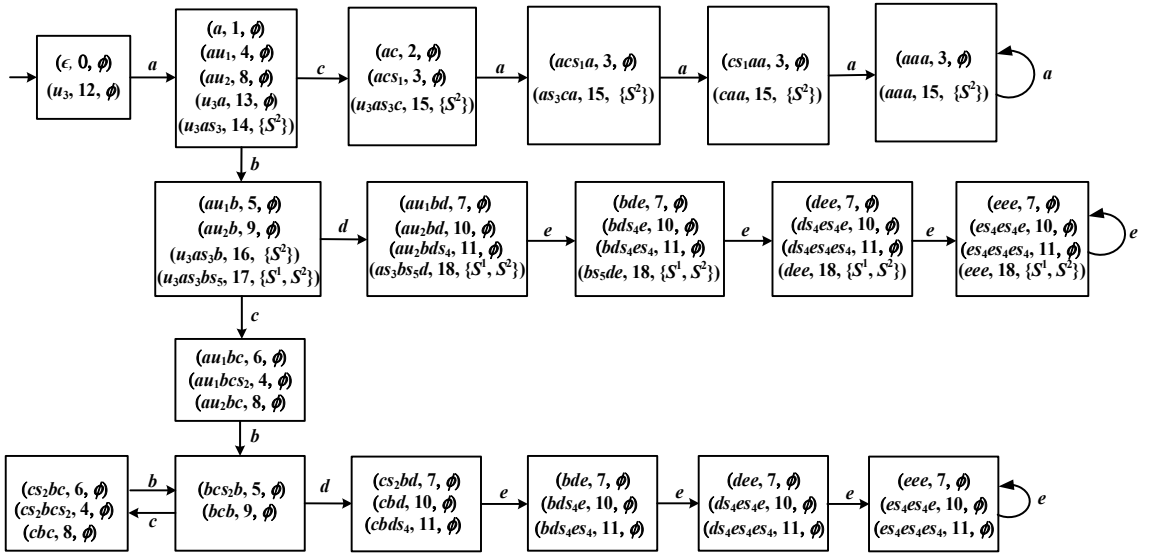 (ϵ, 0, ϕ)
(u₃, 12, ϕ)
a
(a, 1, ϕ)
(au₁, 4, ϕ)
(au₂, 8, ϕ)
(u₃a, 13, ϕ)
(u₃as₃, 14, {S²})
c
(ac, 2, ϕ)
(acs₁, 3, ϕ)
(u₃as₃c, 15, {S²})
a
(acs₁a, 3, ϕ)
(as₃ca, 15, {S²})
a
(cs₁aa, 3, ϕ)
(caa, 15, {S²})
a
(aaa, 3, ϕ)
(aaa, 15, {S²})
a
b
(au₁b, 5, ϕ)
(au₂b, 9, ϕ)
(u₃as₃b, 16, {S²})
(u₃as₃bs₅, 17, {S¹, S²})
d
(au₁bd, 7, ϕ)
(au₂bd, 10, ϕ)
(au₂bds₄, 11, ϕ)
(as₃bs₅d, 18, {S¹, S²})
e
(bde, 7, ϕ)
(bds₄e, 10, ϕ)
(bds₄es₄, 11, ϕ)
(bs₅de, 18, {S¹, S²})
e
(dee, 7, ϕ)
(ds₄es₄e, 10, ϕ)
(ds₄es₄es₄, 11, ϕ)
(dee, 18, {S¹, S²})
e
(eee, 7, ϕ)
(es₄es₄e, 10, ϕ)
(es₄es₄es₄, 11, ϕ)
(eee, 18, {S¹, S²})
e
c
(au₁bc, 6, ϕ)
(au₁bcs₂, 4, ϕ)
(au₂bc, 8, ϕ)
b
(cs₂bc, 6, ϕ)
(cs₂bcs₂, 4, ϕ)
(cbc, 8, ϕ)
b
c
(bcs₂b, 5, ϕ)
(bcb, 9, ϕ)
d
(cs₂bd, 7, ϕ)
(cbd, 10, ϕ)
(cbds₄, 11, ϕ)
e
(bde, 7, ϕ)
(bds₄e, 10, ϕ)
(bds₄es₄, 11, ϕ)
e
(dee, 7, ϕ)
(ds₄es₄e, 10, ϕ)
(ds₄es₄es₄, 11, ϕ)
e
(eee, 7, ϕ)
(es₄es₄e, 10, ϕ)
(es₄es₄es₄, 11, ϕ)
e